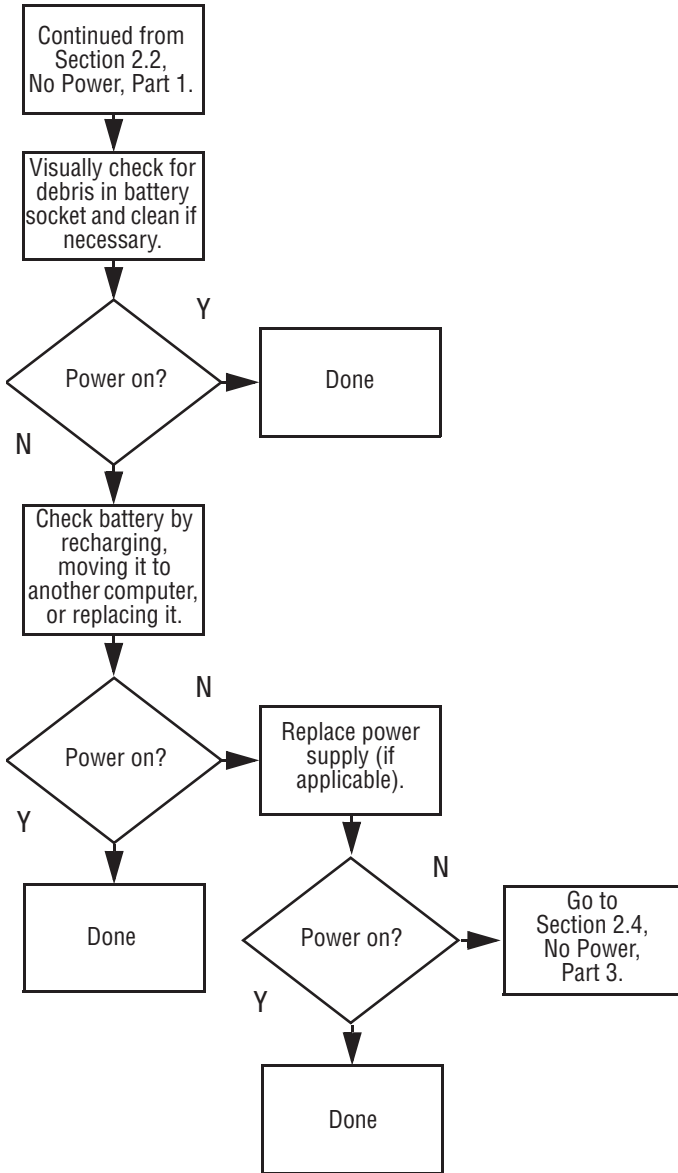 Continued from
Section 2.2,
No Power, Part 1.
Visually check for
debris in battery
socket and clean if
necessary.
Y
Power on?
Done
N
Check battery by
recharging,
moving it to
another computer,
or replacing it.
N
Power on?
Replace power
supply (if
applicable).
Y
Done
N
Power on?
Go to
Section 2.4,
No Power,
Part 3.
Y
Done